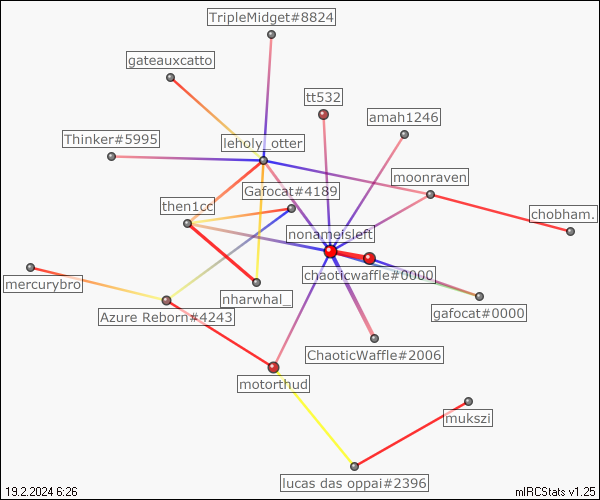 TripleMidget#8824
gateauxcatto
tt532
amah1246
Thinker#5995
leholy_otter
moonraven
Gafocat#4189
then1cc
chobham.
nonameisleft
chaoticwaffle#0000
mercurybro
nharwhal_
Azure Reborn#4243
gafocat#0000
ChaoticWaffle#2006
motorthud
mukszi
lucas das oppai#2396
19.2.2024 6:26
mIRCStats v1.25